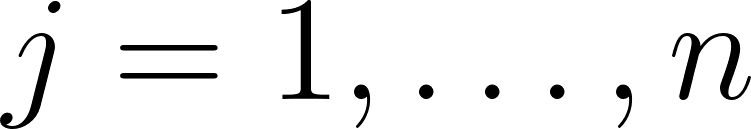 j = 1, . . . , n